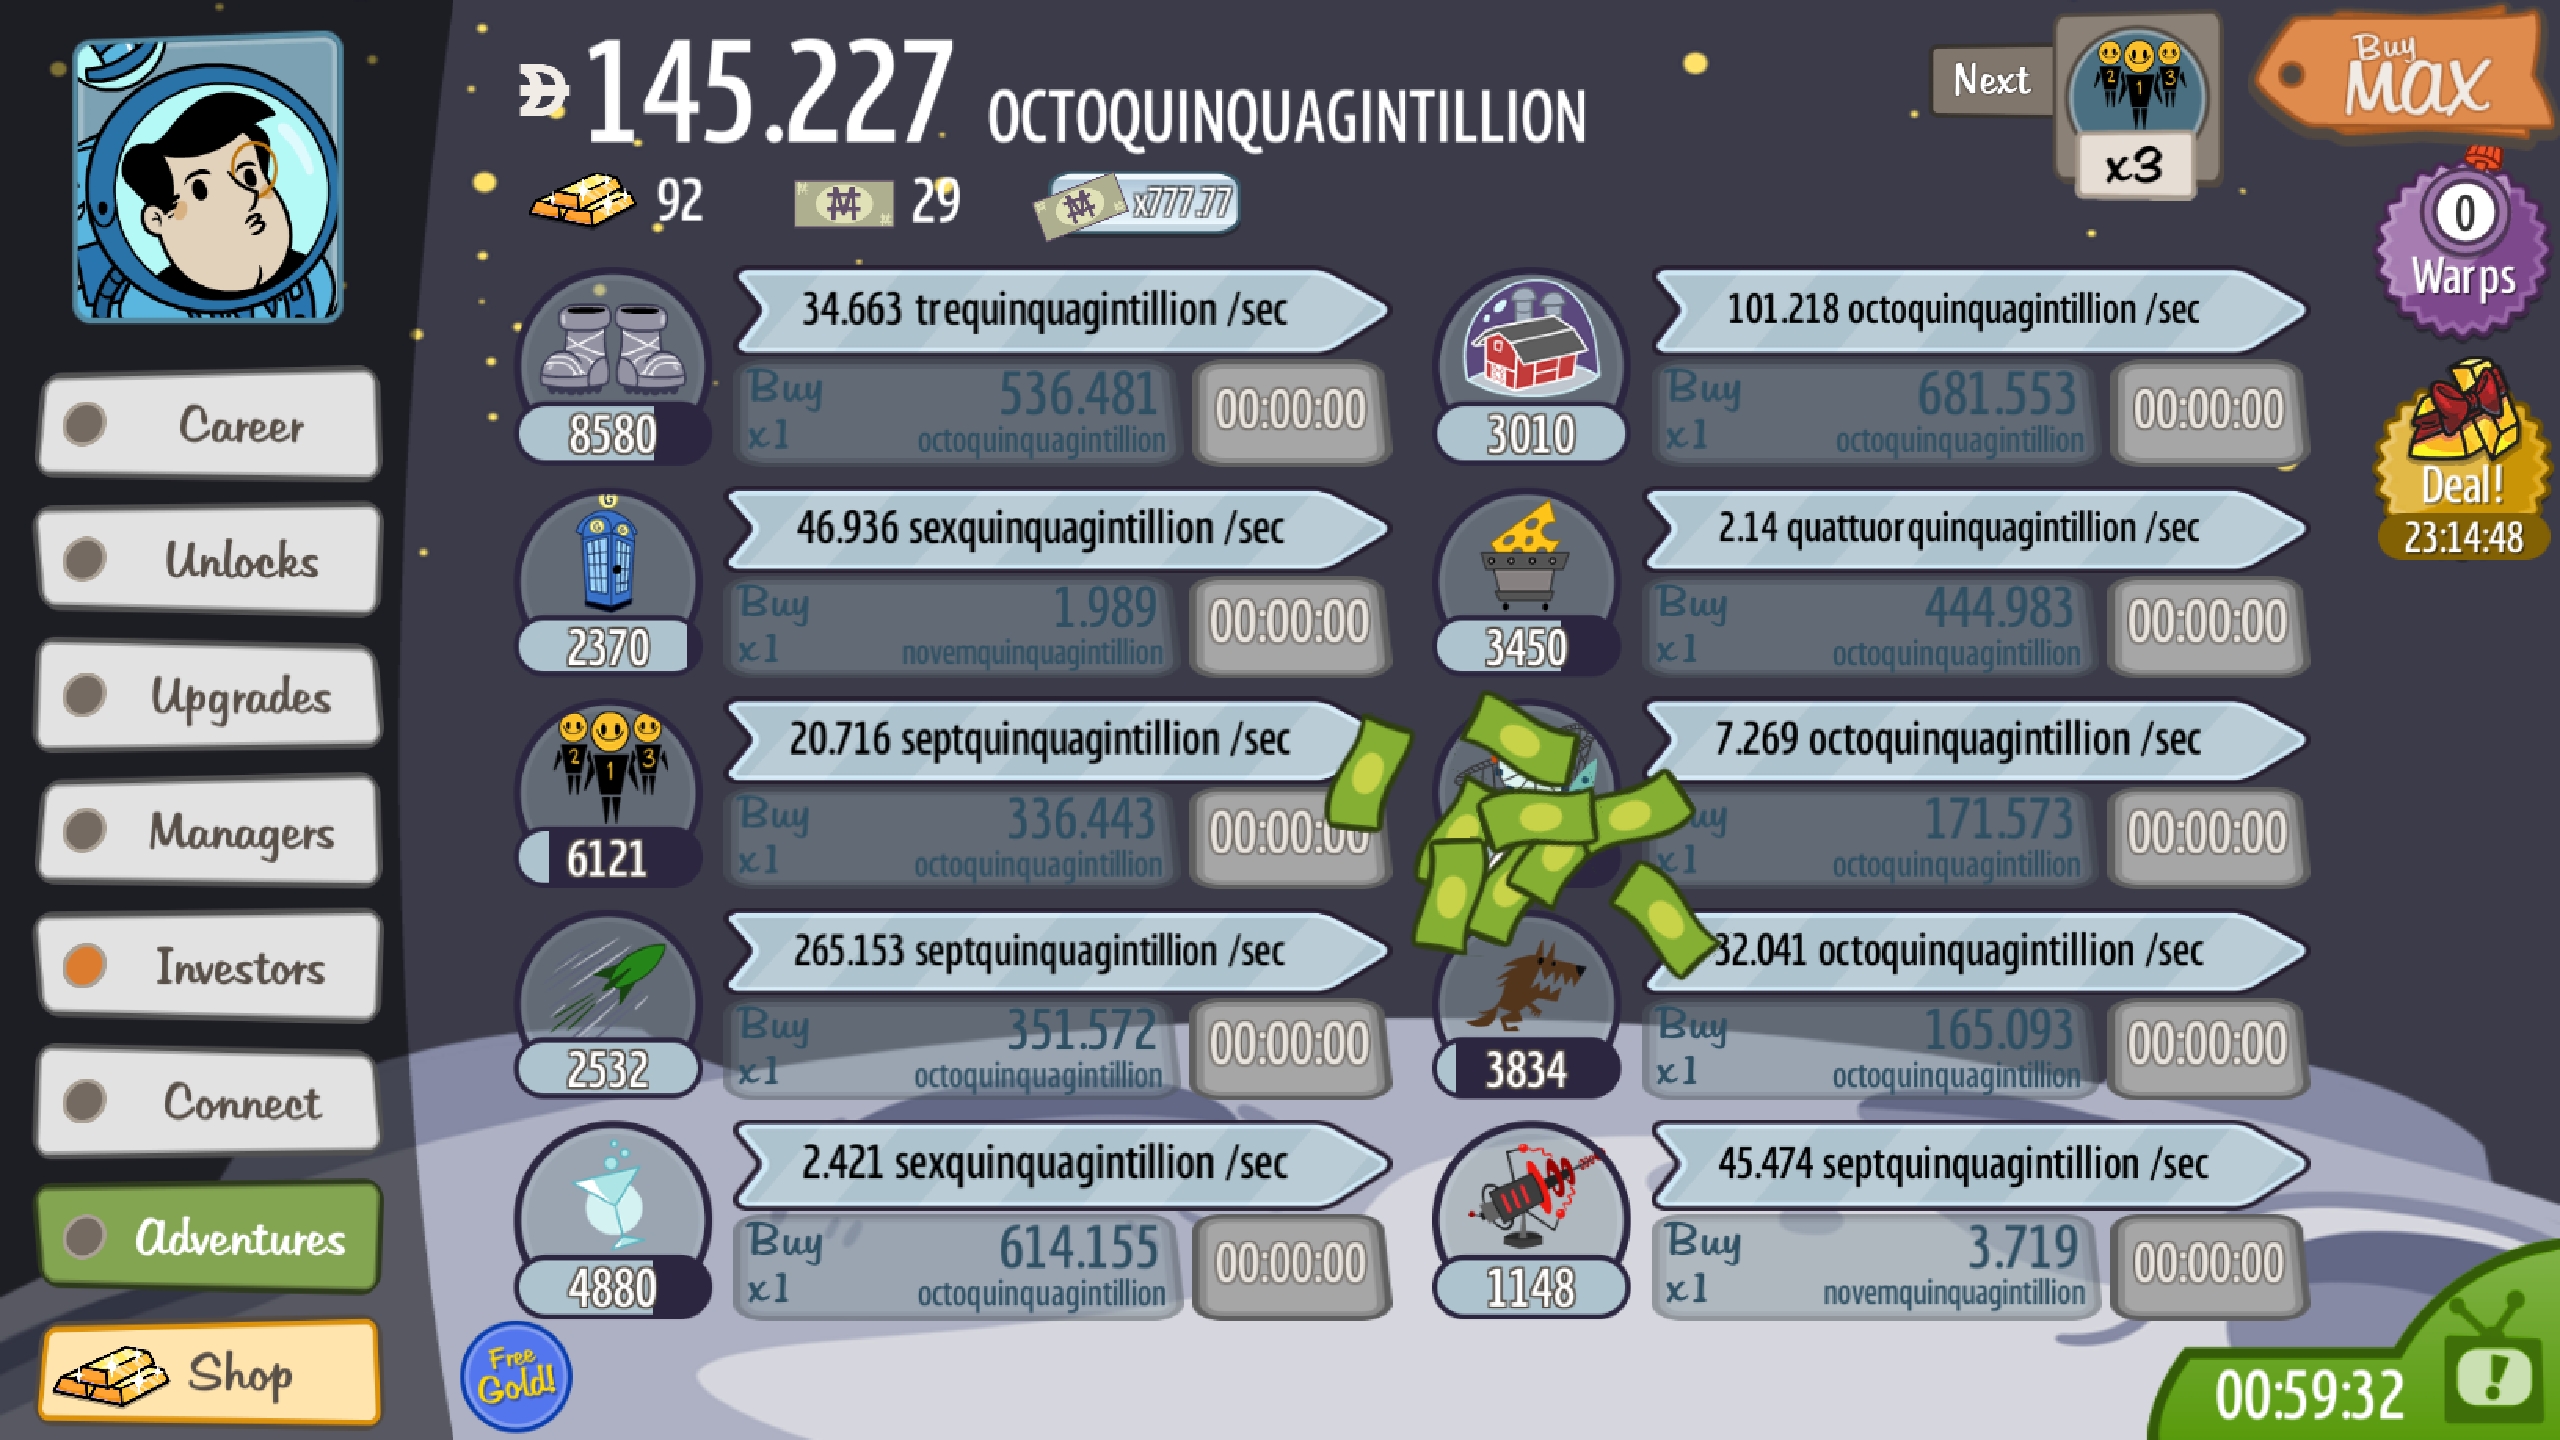 145.227 OCTOQUINQUAGINTILLION
92 29 x777.77
Next
x3
Buy
MAX
0
Warps
Deal!
23:14:48
Career
Unlocks
Upgrades
Managers
Investors
Connect
Adventures
Shop
34.663 trequinquagintillion /sec
Buy 536.481
x1 octoquinquagintillion
00:00:00
8580
101.218 octoquinquagintillion /sec
Buy 681.553
x1 octoquinquagintillion
00:00:00
3010
46.936 sexquinquagintillion /sec
Buy 1.989
x1 novemquinquagintillion
00:00:00
2370
2.14 quattuorquinquagintillion /sec
Buy 444.983
x1 octoquinquagintillion
00:00:00
3450
20.716 septquinquagintillion /sec
2 1 3
Buy 336.443
x1 octoquinquagintillion
00:00:00
6121
7.269 octoquinquagintillion /sec
171.573
x1 octoquinquagintillion
00:00:00
265.153 septquinquagintillion /sec
Buy 351.572
x1 octoquinquagintillion
00:00:00
2532
32.041 octoquinquagintillion /sec
Buy 165.093
x1 octoquinquagintillion
00:00:00
3834
2.421 sexquinquagintillion /sec
Buy 614.155
x1 octoquinquagintillion
00:00:00
4880
45.474 septquinquagintillion /sec
Buy 3.719
x1 novemquinquagintillion
00:00:00
1148
Free
Gold!
00:59:32